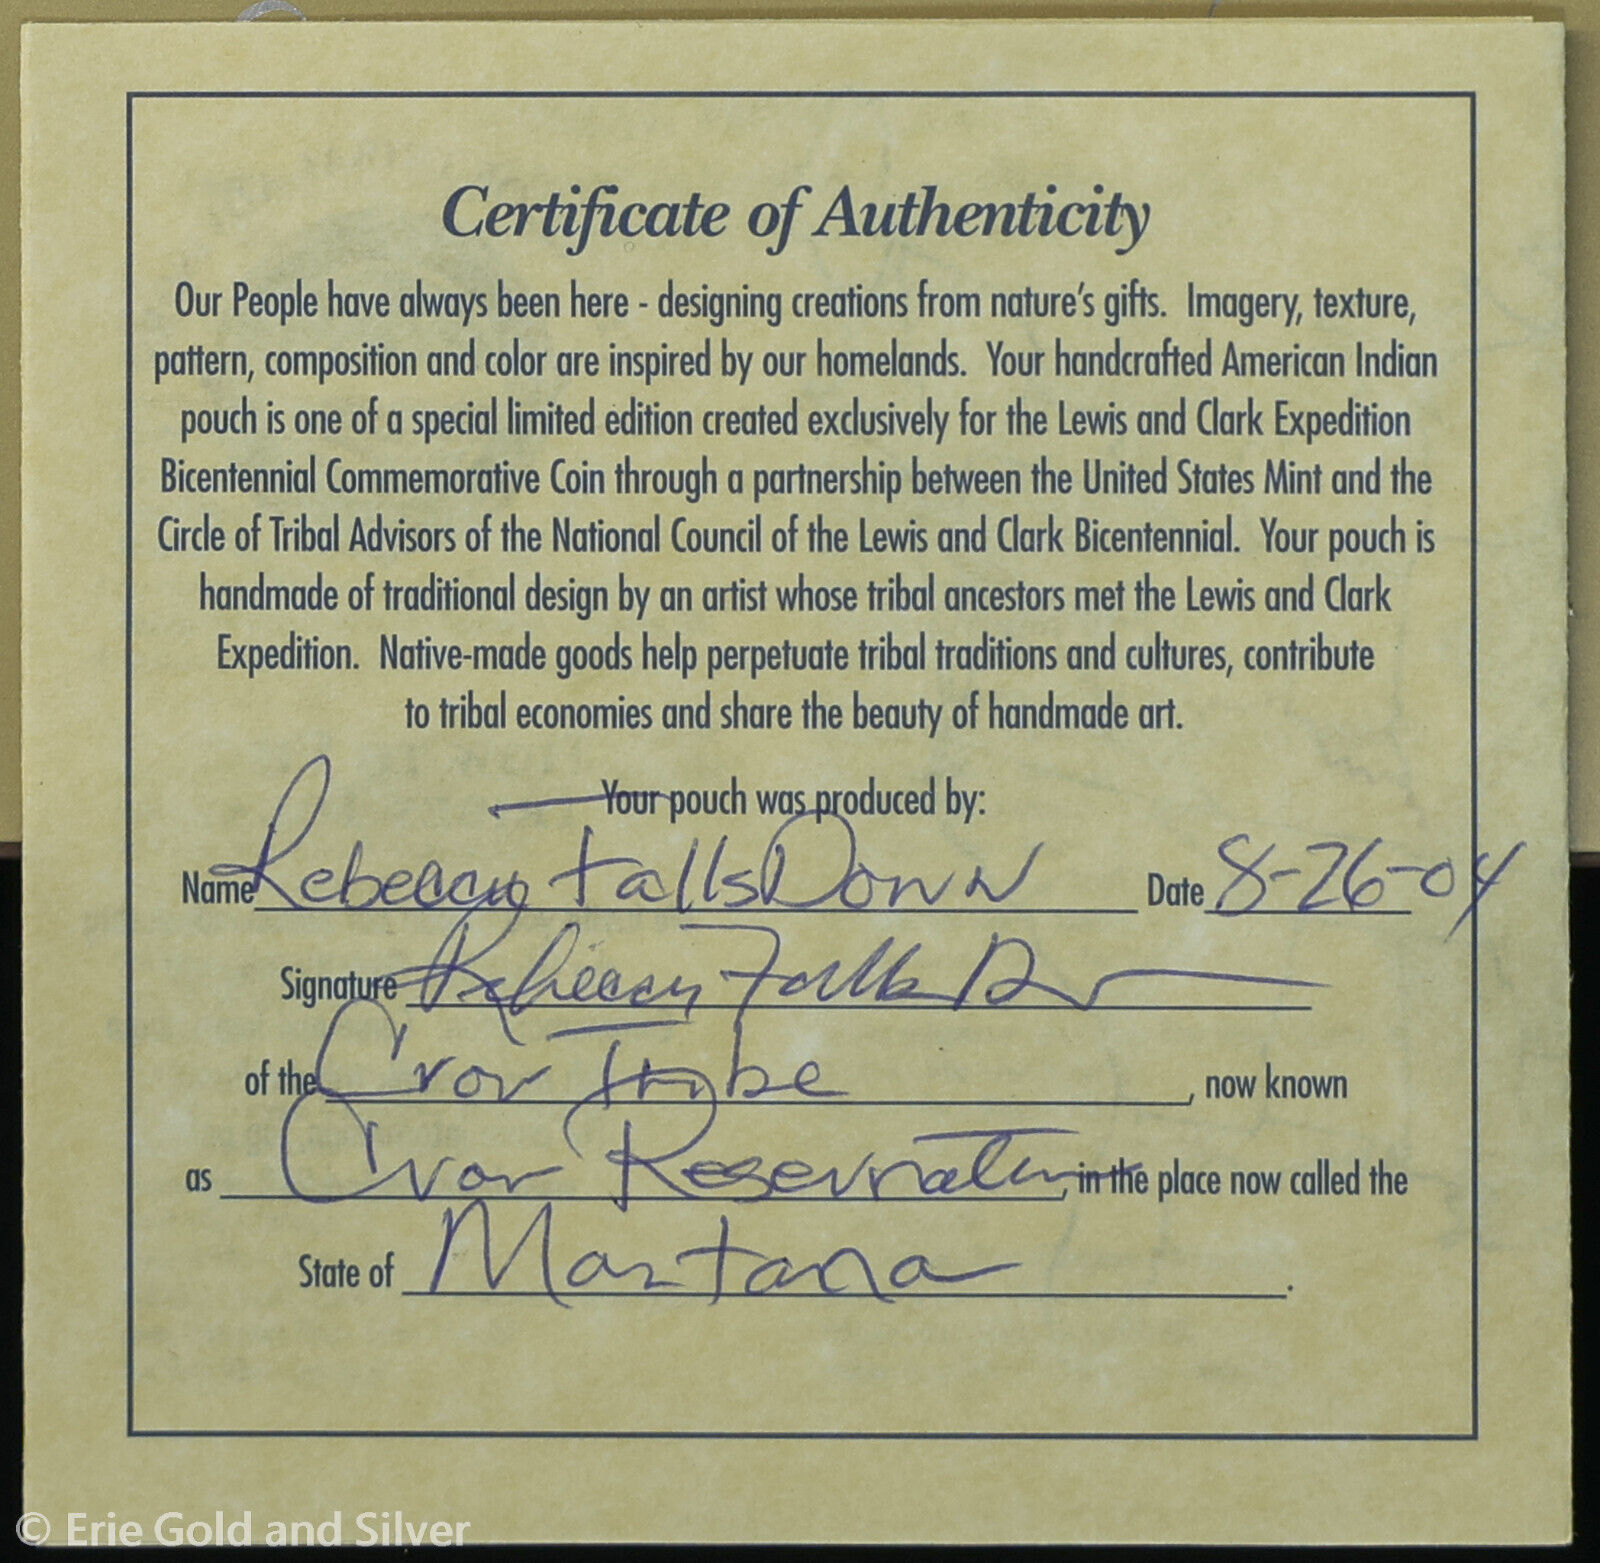 Certificate of Authenticity
Our People have always been here - designing creations from nature's gifts. Imagery, texture,
pattern, composition and color are inspired by our homelands. Your handcrafted American Indian
pouch is one of a special limited edition created exclusively for the Lewis and Clark Expedition
Bicentennial Commemorative Coin through a partnership between the United States Mint and the
Circle of Tribal Advisors of the National Council of the Lewis and Clark Bicentennial. Your pouch is
handmade of traditional design by an artist whose tribal ancestors met the Lewis and Clark
Expedition. Native-made goods help perpetuate tribal traditions and cultures, contribute
to tribal economies and share the beauty of handmade art.
Your pouch was produced by:
Name Rebecca FallsDown Date 8-26-04
Signature Rebecca Falls Down
of the Crow Tribe, now known
as Crow Reservation, in the place now called the
State of Montana.
© Erie Gold and Silver